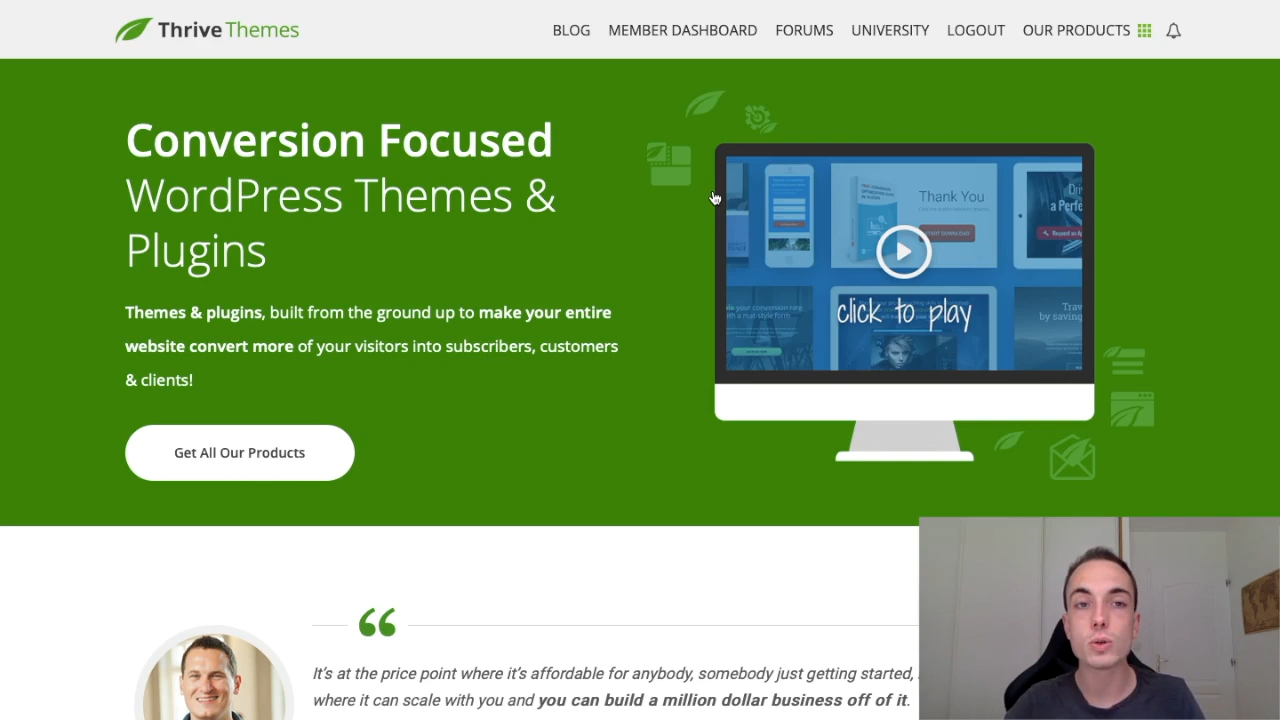 Thrive Themes
BLOG MEMBER DASHBOARD FORUMS UNIVERSITY LOGOUT OUR PRODUCTS
Conversion Focused
WordPress Themes &
Plugins
Themes & plugins, built from the ground up to make your entire
website convert more of your visitors into subscribers, customers
& clients!
Get All Our Products
Thank You
click to play
It's at the price point where it's affordable for anybody, somebody just getting started,
where it can scale with you and you can build a million dollar business off of it.